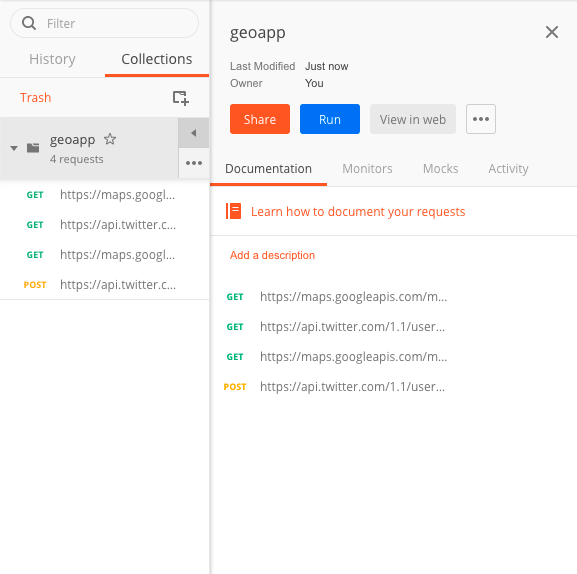 Filter
History Collections
Trash
geoapp
4 requests
GET https://maps.googl...
GET https://api.twitter.c...
GET https://maps.googl...
POST https://api.twitter.c...
geoapp
Last Modified Just now
Owner You
Share Run View in web
Documentation Monitors Mocks Activity
Learn how to document your requests
Add a description
GET https://maps.googleapis.com/m...
GET https://api.twitter.com/1.1/user...
GET https://maps.googleapis.com/m...
POST https://api.twitter.com/1.1/user...